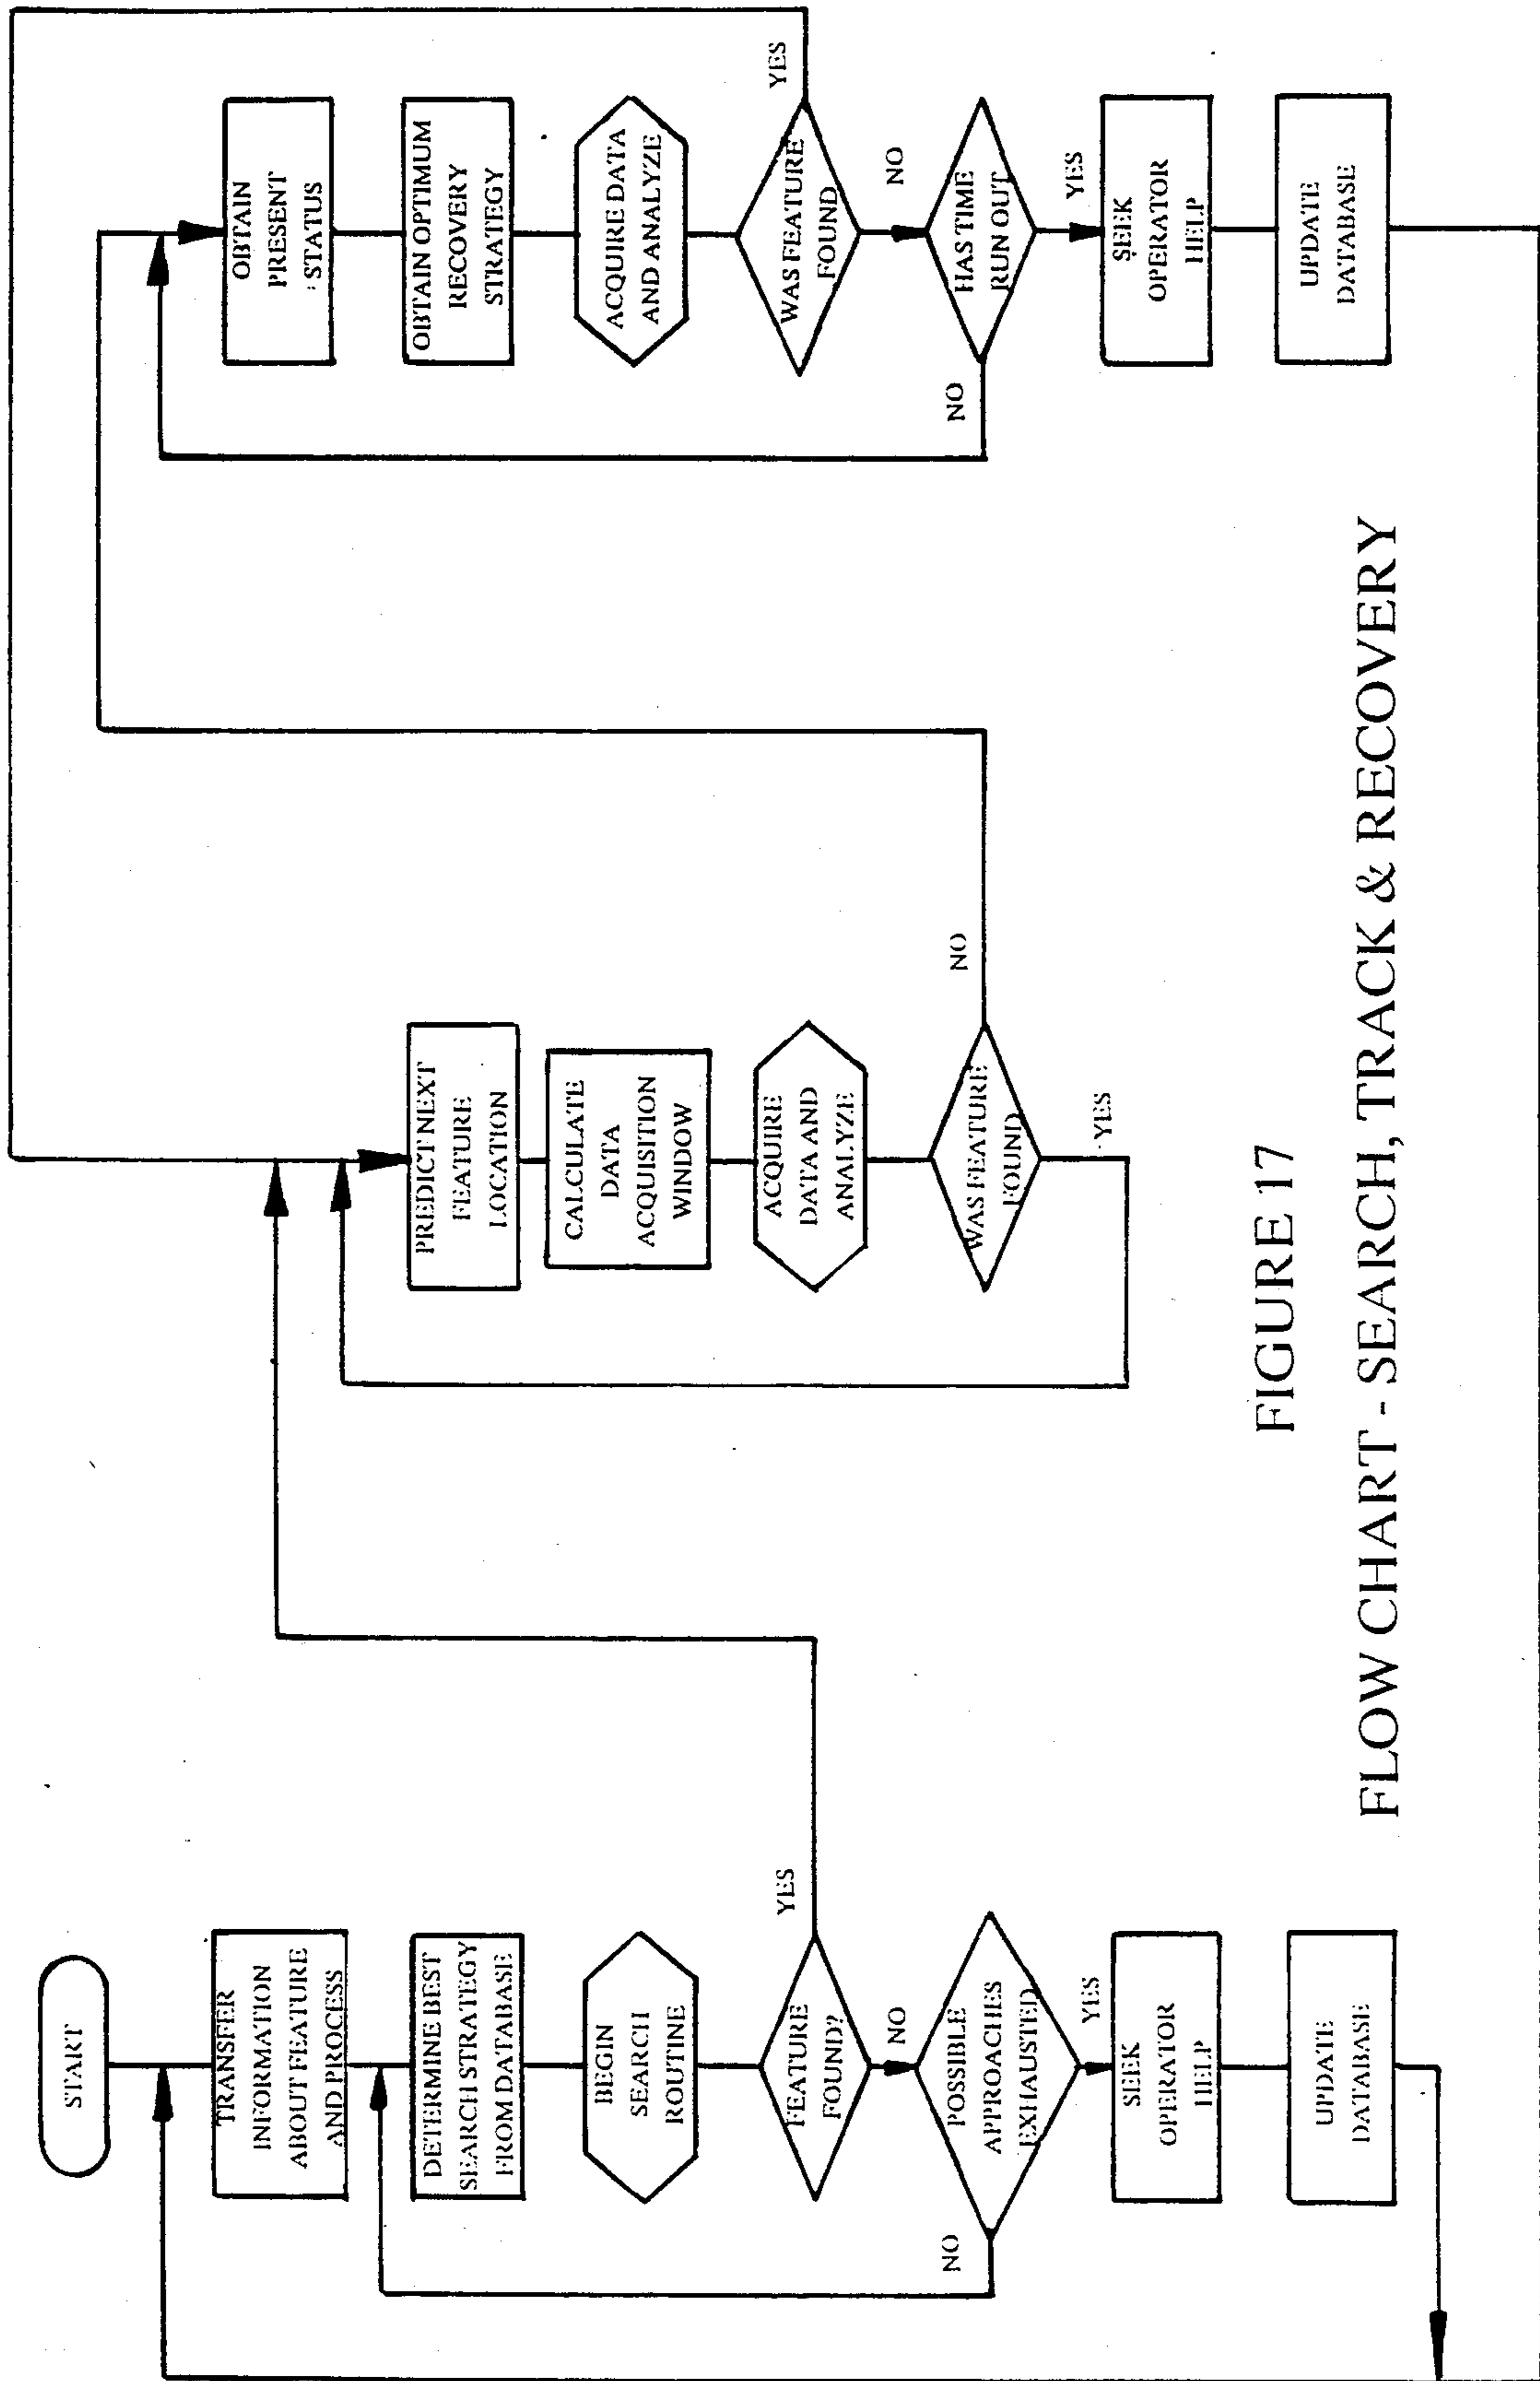 START
TRANSFER
INFORMATION
ABOUT FEATURE
AND PROCESS
DETERMINE BEST
SEARCH STRATEGY
FROM DATABASE
BEGIN
SEARCH
ROUTINE
FEATURE
FOUND?
YES
NO
POSSIBLE
APPROACHES
EXHAUSTED
NO
YES
SEEK
OPERATOR
HELP
UPDATE
DATABASE
PREDICT NEXT
FEATURE
LOCATION
CALCULATE
DATA
ACQUISITION
WINDOW
ACQUIRE
DATA AND
ANALYZE
WAS FEATURE
FOUND
NO
YES
OBTAIN
PRESENT
STATUS
OBTAIN OPTIMUM
RECOVERY
STRATEGY
ACQUIRE DATA
AND ANALYZE
WAS FEATURE
FOUND
YES
NO
HAS TIME
RUN OUT
NO
YES
SEEK
OPERATOR
HELP
UPDATE
DATABASE
FIGURE 17
FLOW CHART - SEARCH, TRACK & RECOVERY